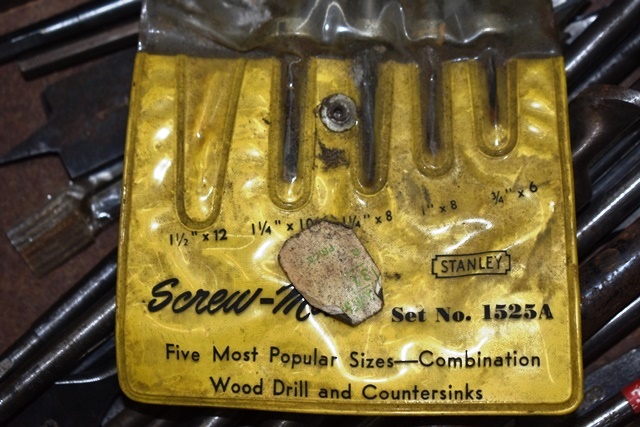 1½" x 12 1¼" x 10 1¼" x 8 1" x 8 ¾" x 6
STANLEY
Screw-M
Set No. 1525A
Five Most Popular Sizes—Combination
Wood Drill and Countersinks